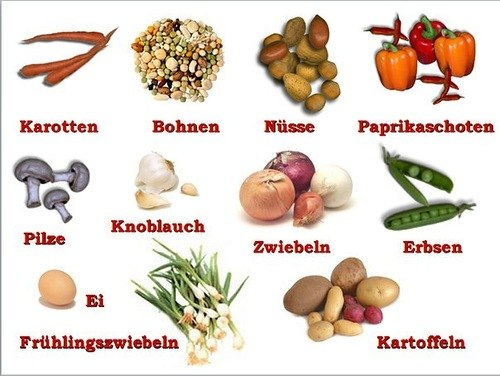 Karotten
Bohnen
Nüsse
Paprikaschoten
Pilze
Knoblauch
Zwiebeln
Erbsen
Ei
Frühlingszwiebeln
Kartoffeln